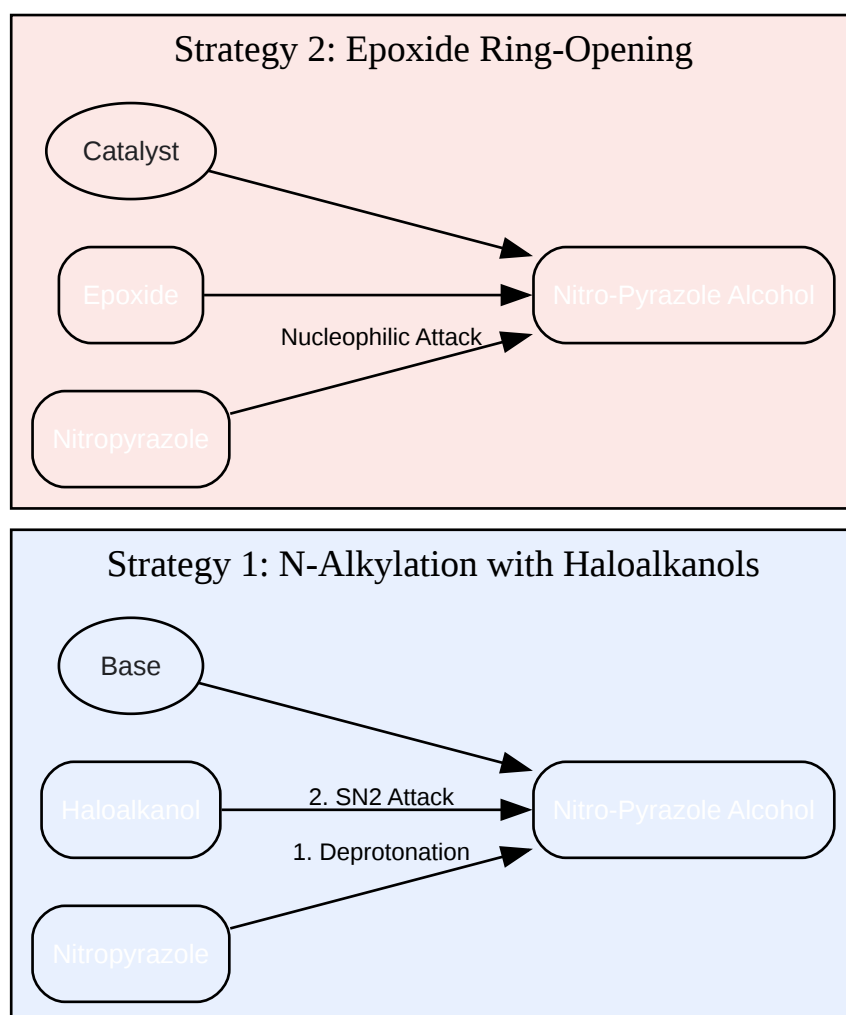 Strategy 2: Epoxide Ring-Opening
Catalyst
Epoxide
Nitro-Pyrazole Alcohol
Nucleophilic Attack
Nitropyrazole
Strategy 1: N-Alkylation with Haloalkanols
Base
Haloalkanol
2. SN2 Attack
Nitro-Pyrazole Alcohol
1. Deprotonation
Nitropyrazole